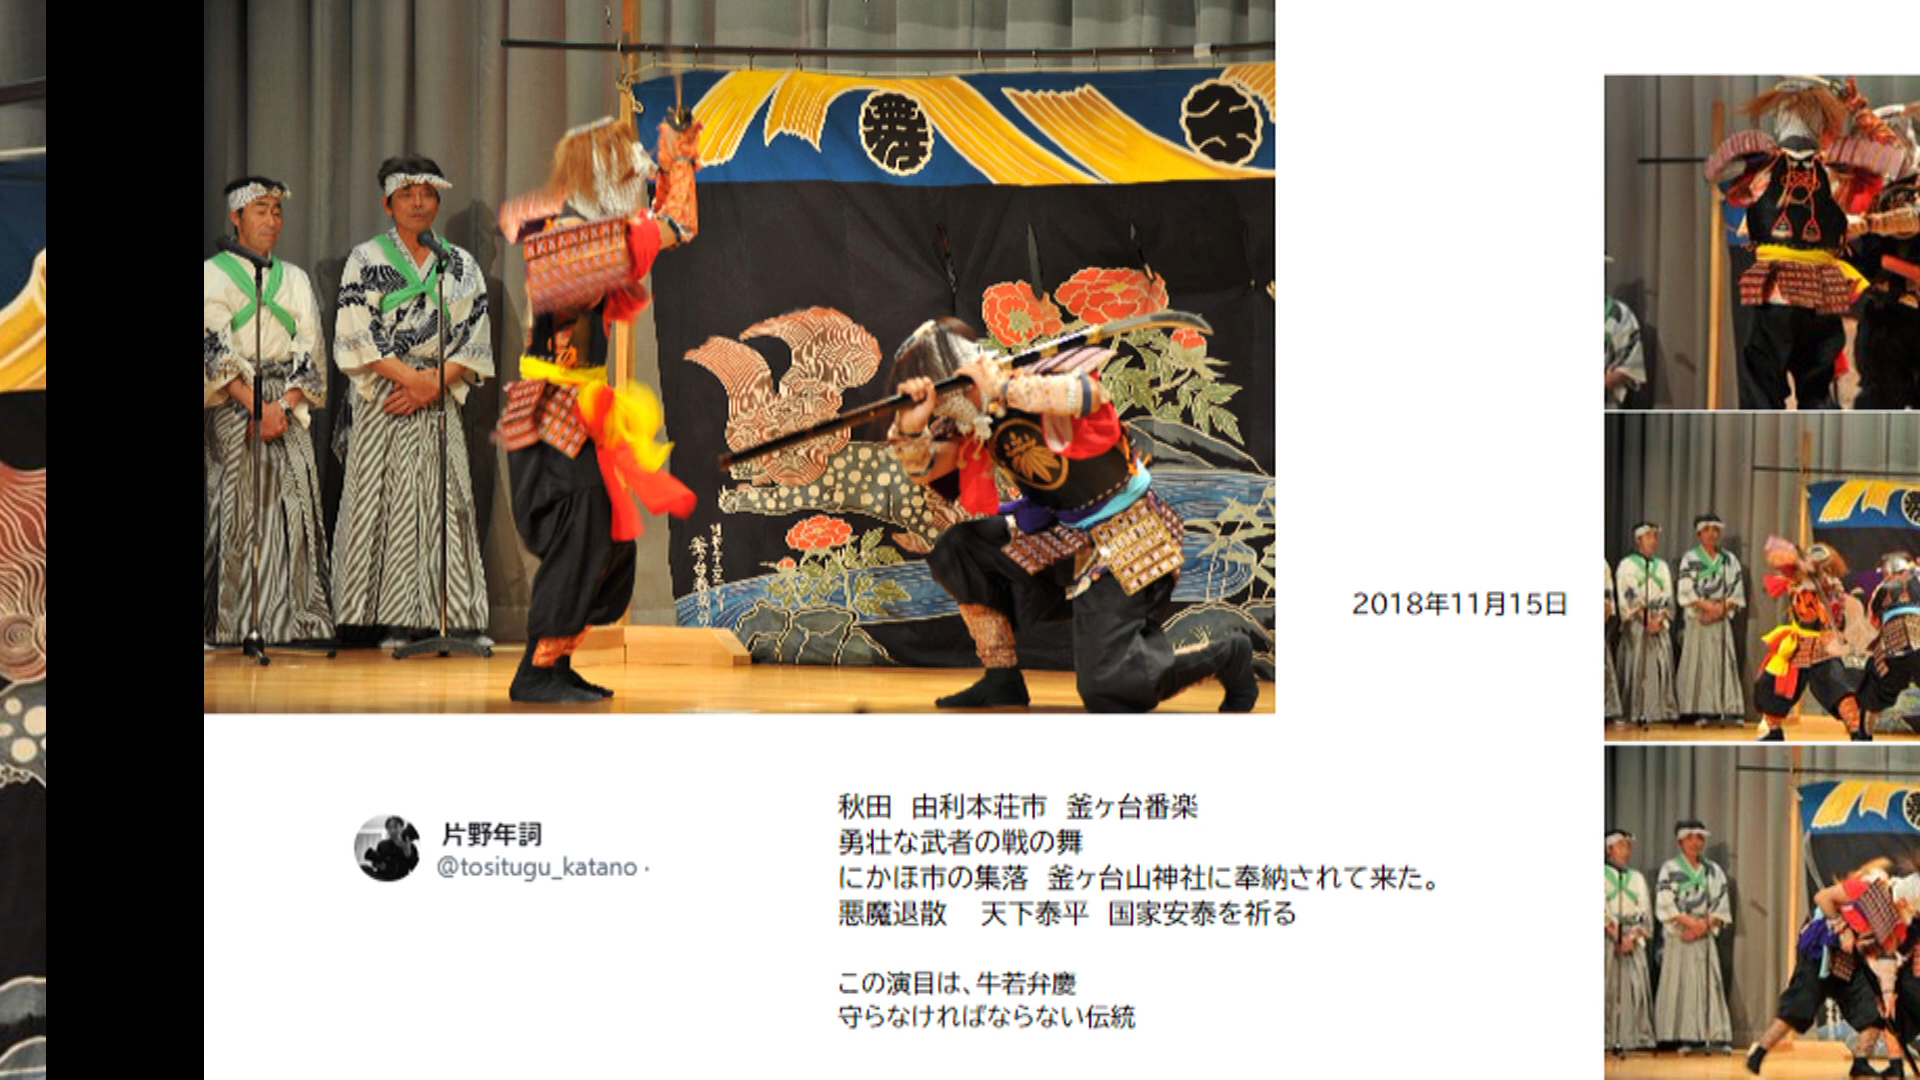 舞
2018年11月15日
片野年詞
@tositugu_katano ·
秋田　由利本荘市　釜ヶ台番楽
勇壮な武者の戦の舞
にかほ市の集落　釜ヶ台山神社に奉納されて来た。
悪魔退散　 天下泰平　国家安泰を祈る
この演目は、牛若弁慶
守らなければならない伝統